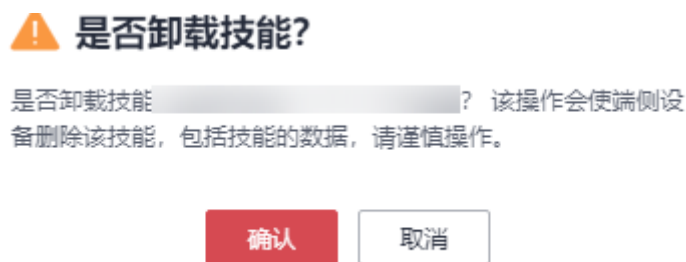 是否卸载技能?
是否卸载技能 ? 该操作会使端侧设
备删除该技能，包括技能的数据，请谨慎操作。
确认 取消